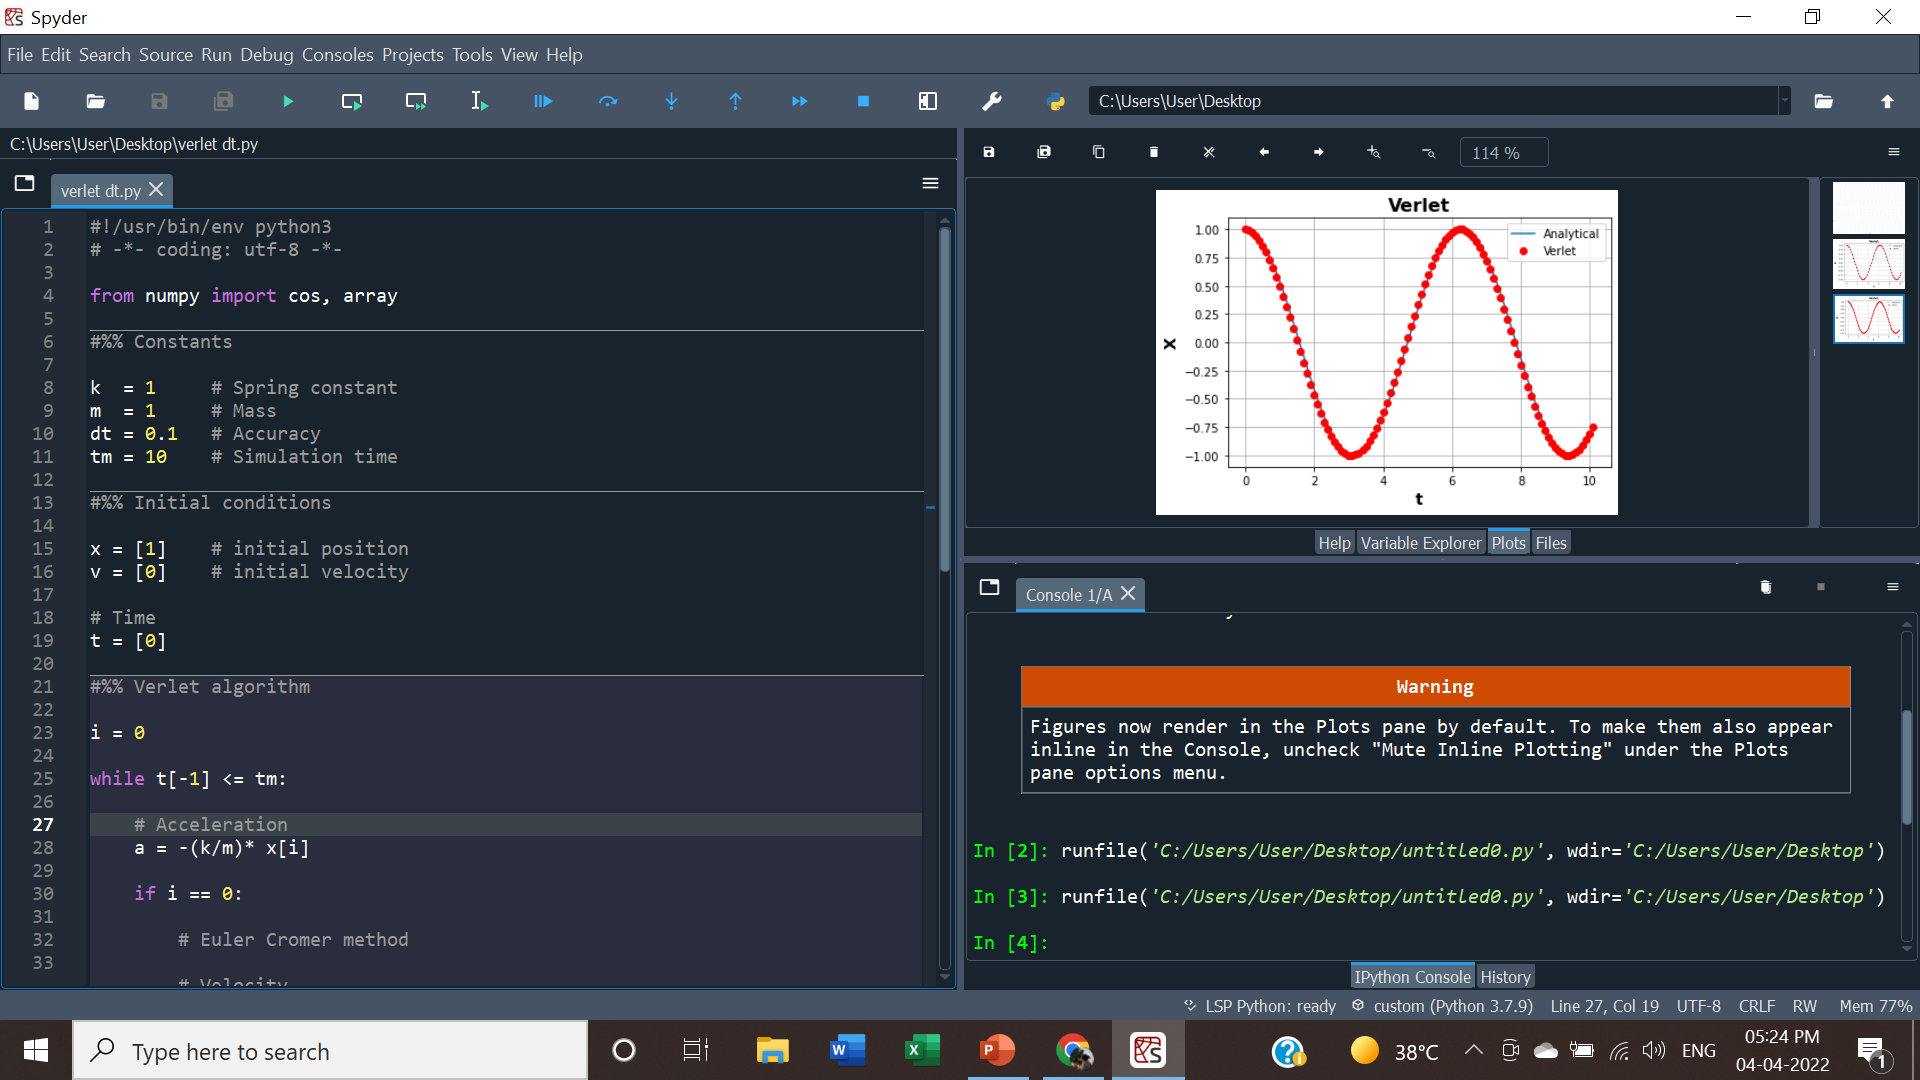 Spyder
File Edit Search Source Run Debug Consoles Projects Tools View Help
C:\Users\User\Desktop
C:\Users\User\Desktop\verlet dt.py
verlet dt.py
1 #!/usr/bin/env python3
2 # -*- coding: utf-8 -*-
3
4 from numpy import cos, array
5
6 #%% Constants
7
8 k  = 1     # Spring constant
9 m  = 1     # Mass
10 dt = 0.1   # Accuracy
11 tm = 10    # Simulation time
12
13 #%% Initial conditions
14
15 x = [1]    # initial position
16 v = [0]    # initial velocity
17
18 # Time
19 t = [0]
20
21 #%% Verlet algorithm
22
23 i = 0
24
25 while t[-1] <= tm:
26
27     # Acceleration
28     a = -(k/m)* x[i]
29
30     if i == 0:
31
32         # Euler Cromer method
33
# Velocity
114 %
Verlet
Analytical
Verlet
1.00
0.75
0.50
0.25
0.00
−0.25
−0.50
−0.75
−1.00
X
0 2 4 6 8 10
t
Help Variable Explorer Plots Files
Console 1/A
Warning
Figures now render in the Plots pane by default. To make them also appear
inline in the Console, uncheck "Mute Inline Plotting" under the Plots
pane options menu.
In [2]: runfile('C:/Users/User/Desktop/untitled0.py', wdir='C:/Users/User/Desktop')
In [3]: runfile('C:/Users/User/Desktop/untitled0.py', wdir='C:/Users/User/Desktop')
In [4]:
IPython Console History
LSP Python: ready custom (Python 3.7.9) Line 27, Col 19 UTF-8 CRLF RW Mem 77%
Type here to search
38°C
ENG
05:24 PM
04-04-2022
1